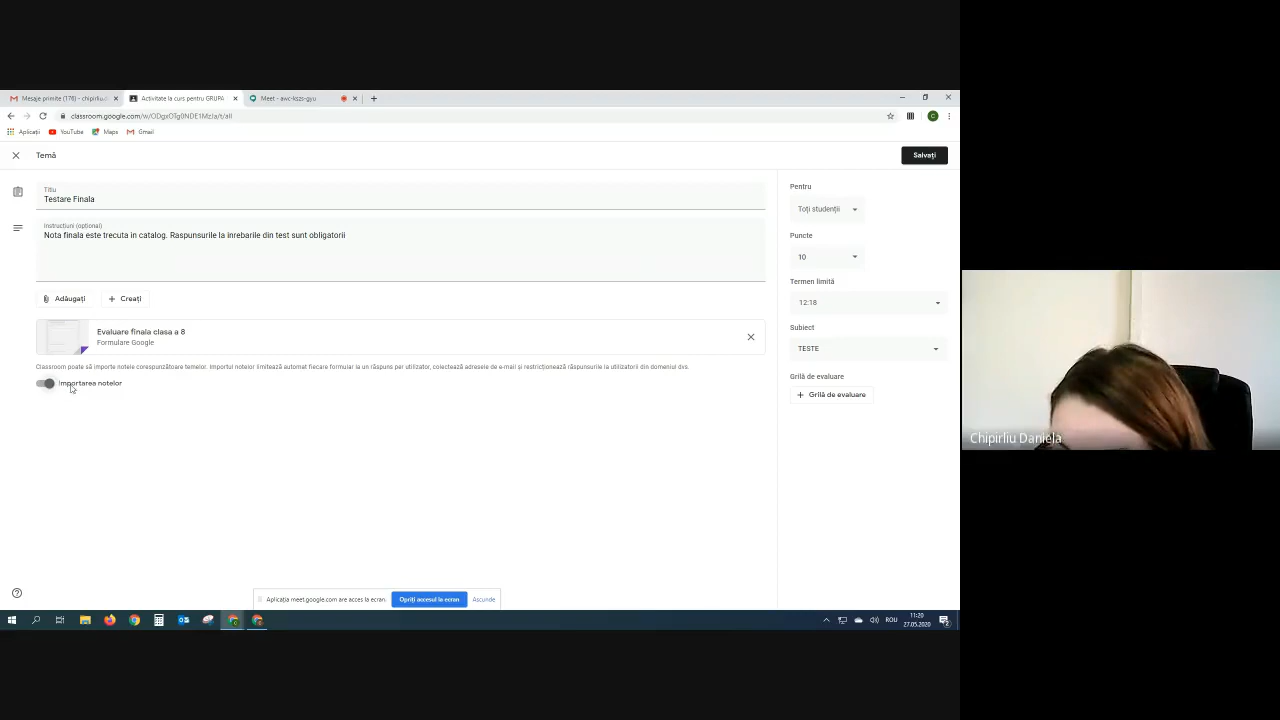 Mesaje primite (176) - chipirliu.d
Activitate la curs pentru GRUPA
Meet - awc-kszs-gyu
classroom.google.com/w/ODgxOTg0NDE1MzJa/t/all
Aplicații
YouTube
Maps
Gmail
Temă
Salvați
Titlu
Testare Finala
Instrucțiuni (opțional)
Nota finala este trecuta in catalog. Raspunsurile la inrebarile din test sunt obligatorii
Adăugați
Creați
Evaluare finala clasa a 8
Formulare Google
Classroom poate să importe notele corespunzătoare temelor. Importul notelor limitează automat fiecare formular la un răspuns per utilizator, colectează adresele de e-mail și restricționează răspunsurile la utilizatorii din domeniul dvs.
Importarea notelor
Pentru
Toți studenții
Puncte
10
Termen limită
12:18
Subiect
TESTE
Grilă de evaluare
Grilă de evaluare
Aplicația meet.google.com are acces la ecran.
Opriți accesul la ecran
Ascunde
ROU
11:20
27.05.2020
Chipirliu Daniela